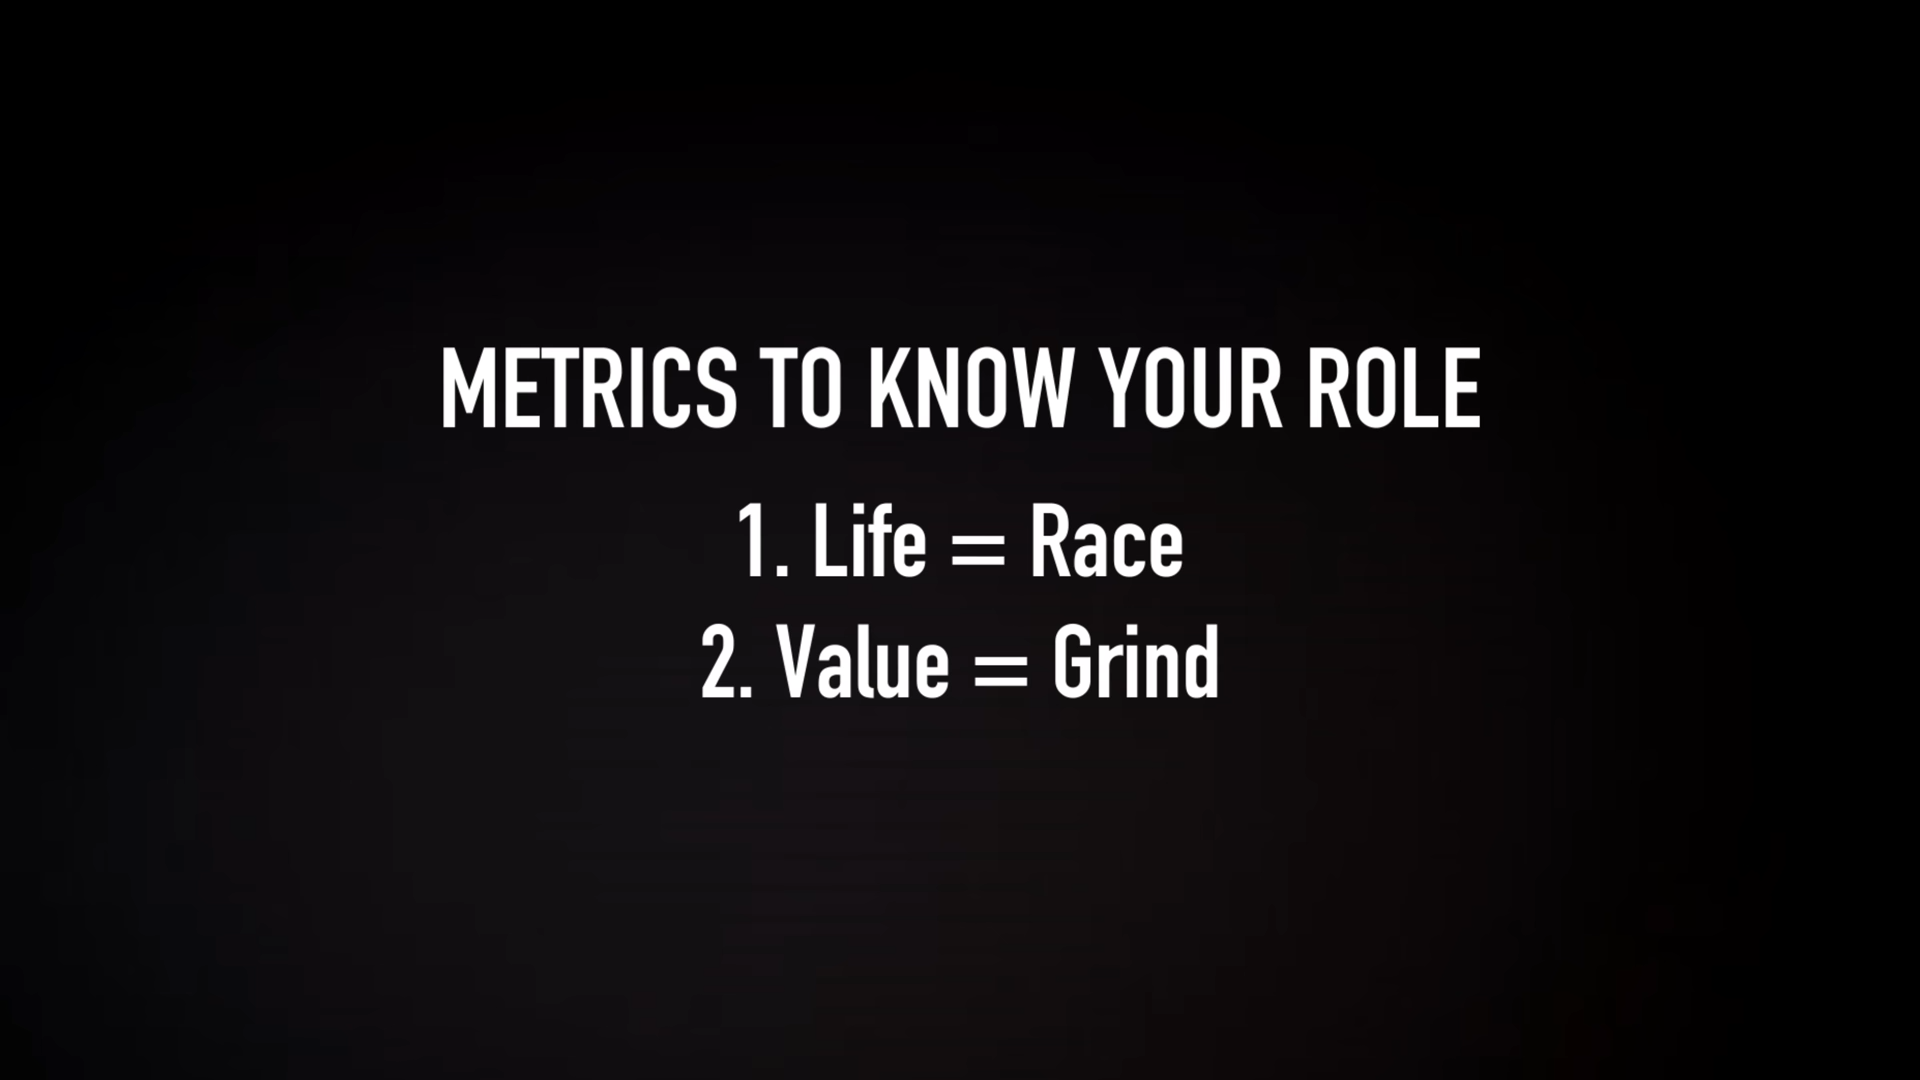 METRICS TO KNOW YOUR ROLE
1. Life = Race
2. Value = Grind